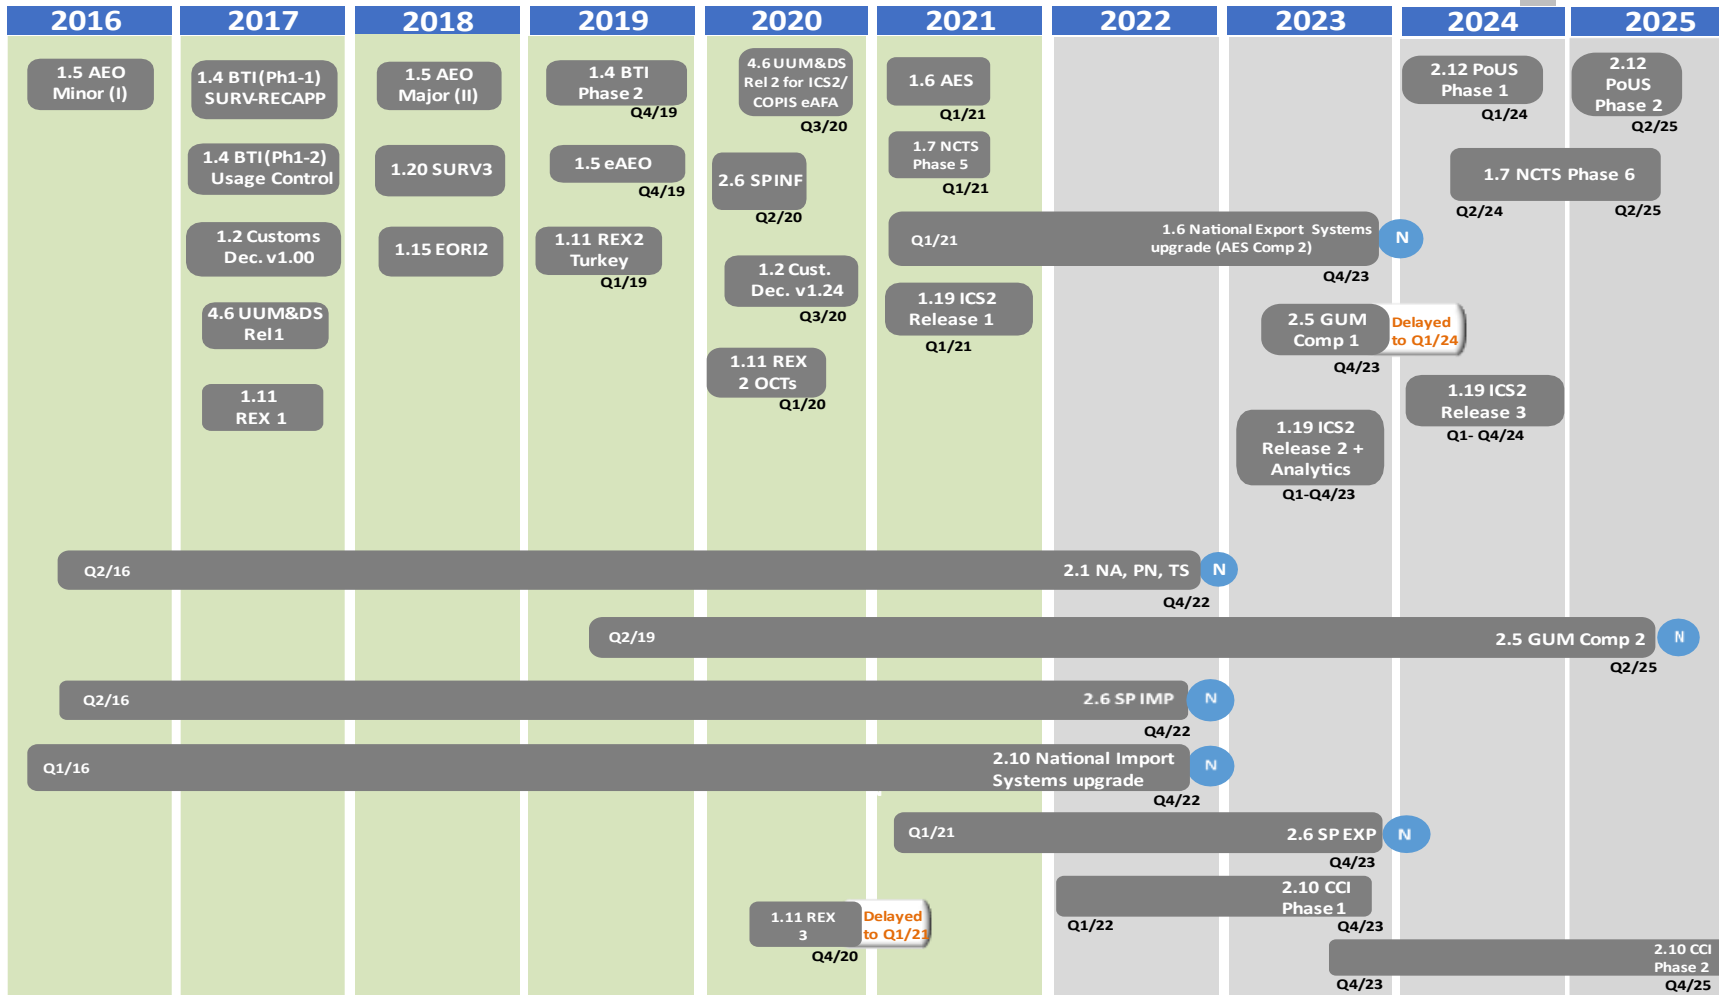 2016
2017
2018
2019
2020
2021
2022
2023
2024
2025
1.5 AEO
Minor (I)
1.4 BTI(Ph1-1)
SURV-RECAPP
1.5 AEO
Major (II)
1.4 BTI
Phase 2
Q4/19
4.6 UUM&DS
Rel 2 for ICS2/
COPIS eAFA
Q3/20
1.6 AES
Q1/21
2.12 PoUS
Phase 1
Q1/24
2.12
PoUS
Phase 2
Q2/25
1.4 BTI(Ph1-2)
Usage Control
1.20 SURV3
1.5 eAEO
Q4/19
2.6 SPINF
Q2/20
1.7 NCTS
Phase 5
Q1/21
1.7 NCTS Phase 6
Q2/24
Q2/25
1.2 Customs
Dec. v1.00
1.15 EORI2
1.11 REX2
Turkey
Q1/19
1.2 Cust.
Dec. v1.24
Q3/20
Q1/21
1.6 National Export Systems
upgrade (AES Comp 2)
N
Q4/23
4.6 UUM&DS
Rel1
1.19 ICS2
Release 1
Q1/21
2.5 GUM
Comp 1
Delayed
to Q1/24
Q4/23
1.11
REX 1
1.11 REX
2 OCTs
Q1/20
1.19 ICS2
Release 3
Q1- Q4/24
1.19 ICS2
Release 2 +
Analytics
Q1-Q4/23
Q2/16
2.1 NA, PN, TS
N
Q4/22
Q2/19
2.5 GUM Comp 2
N
Q2/25
Q2/16
2.6 SP IMP
N
Q4/22
Q1/16
2.10 National Import
Systems upgrade
N
Q4/22
Q1/21
2.6 SP EXP
N
Q4/23
2.10 CCI
Phase 1
Q1/22
Q4/23
1.11 REX
3
Delayed
to Q1/21
Q4/20
2.10 CCI
Phase 2
Q4/23
Q4/25